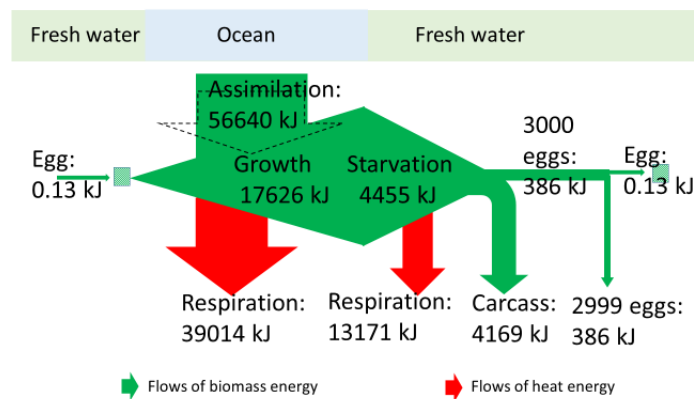 Fresh water
Ocean
Fresh water
Assimilation:
56640 kJ
3000
eggs:
386 kJ
Egg:
0.13 kJ
Growth
17626 kJ
Starvation
4455 kJ
Egg:
0.13 kJ
Respiration:
39014 kJ
Respiration:
13171 kJ
Carcass:
4169 kJ
2999 eggs:
386 kJ
Flows of biomass energy
Flows of heat energy